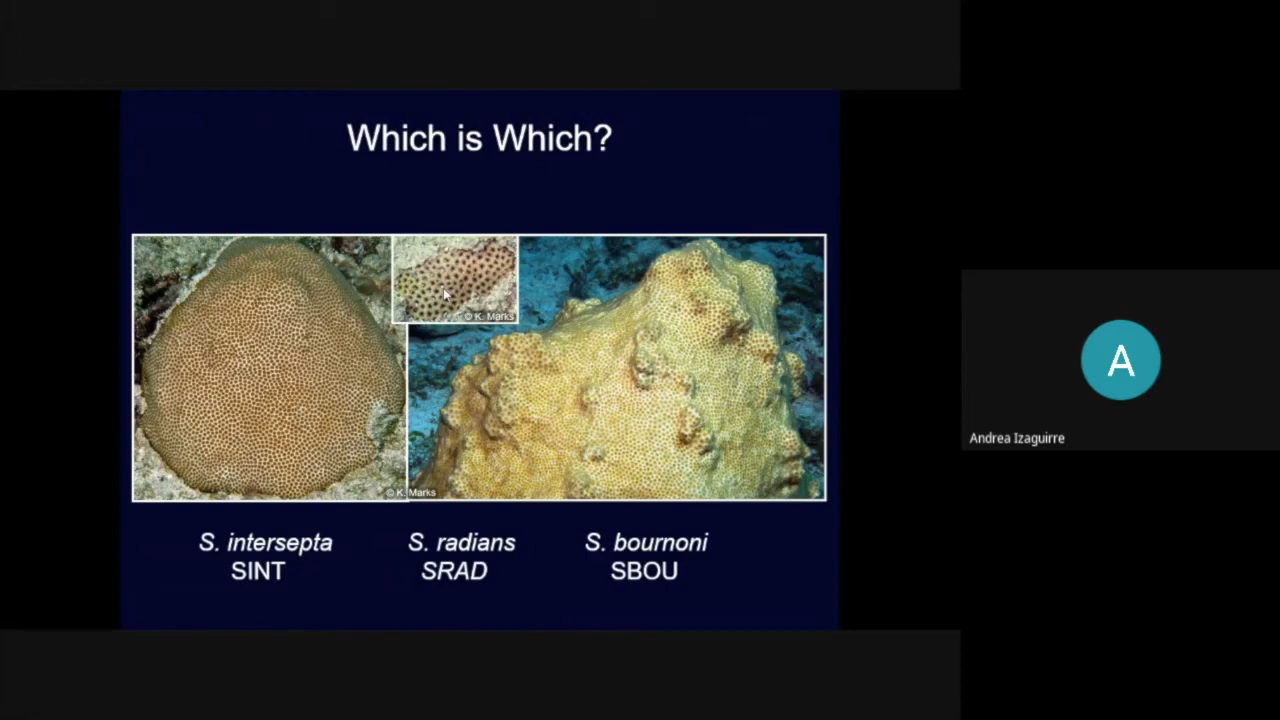 Which is Which?
© K. Marks
© K. Marks
S. intersepta
SINT
S. radians
SRAD
S. bournoni
SBOU
A
Andrea Izaguirre